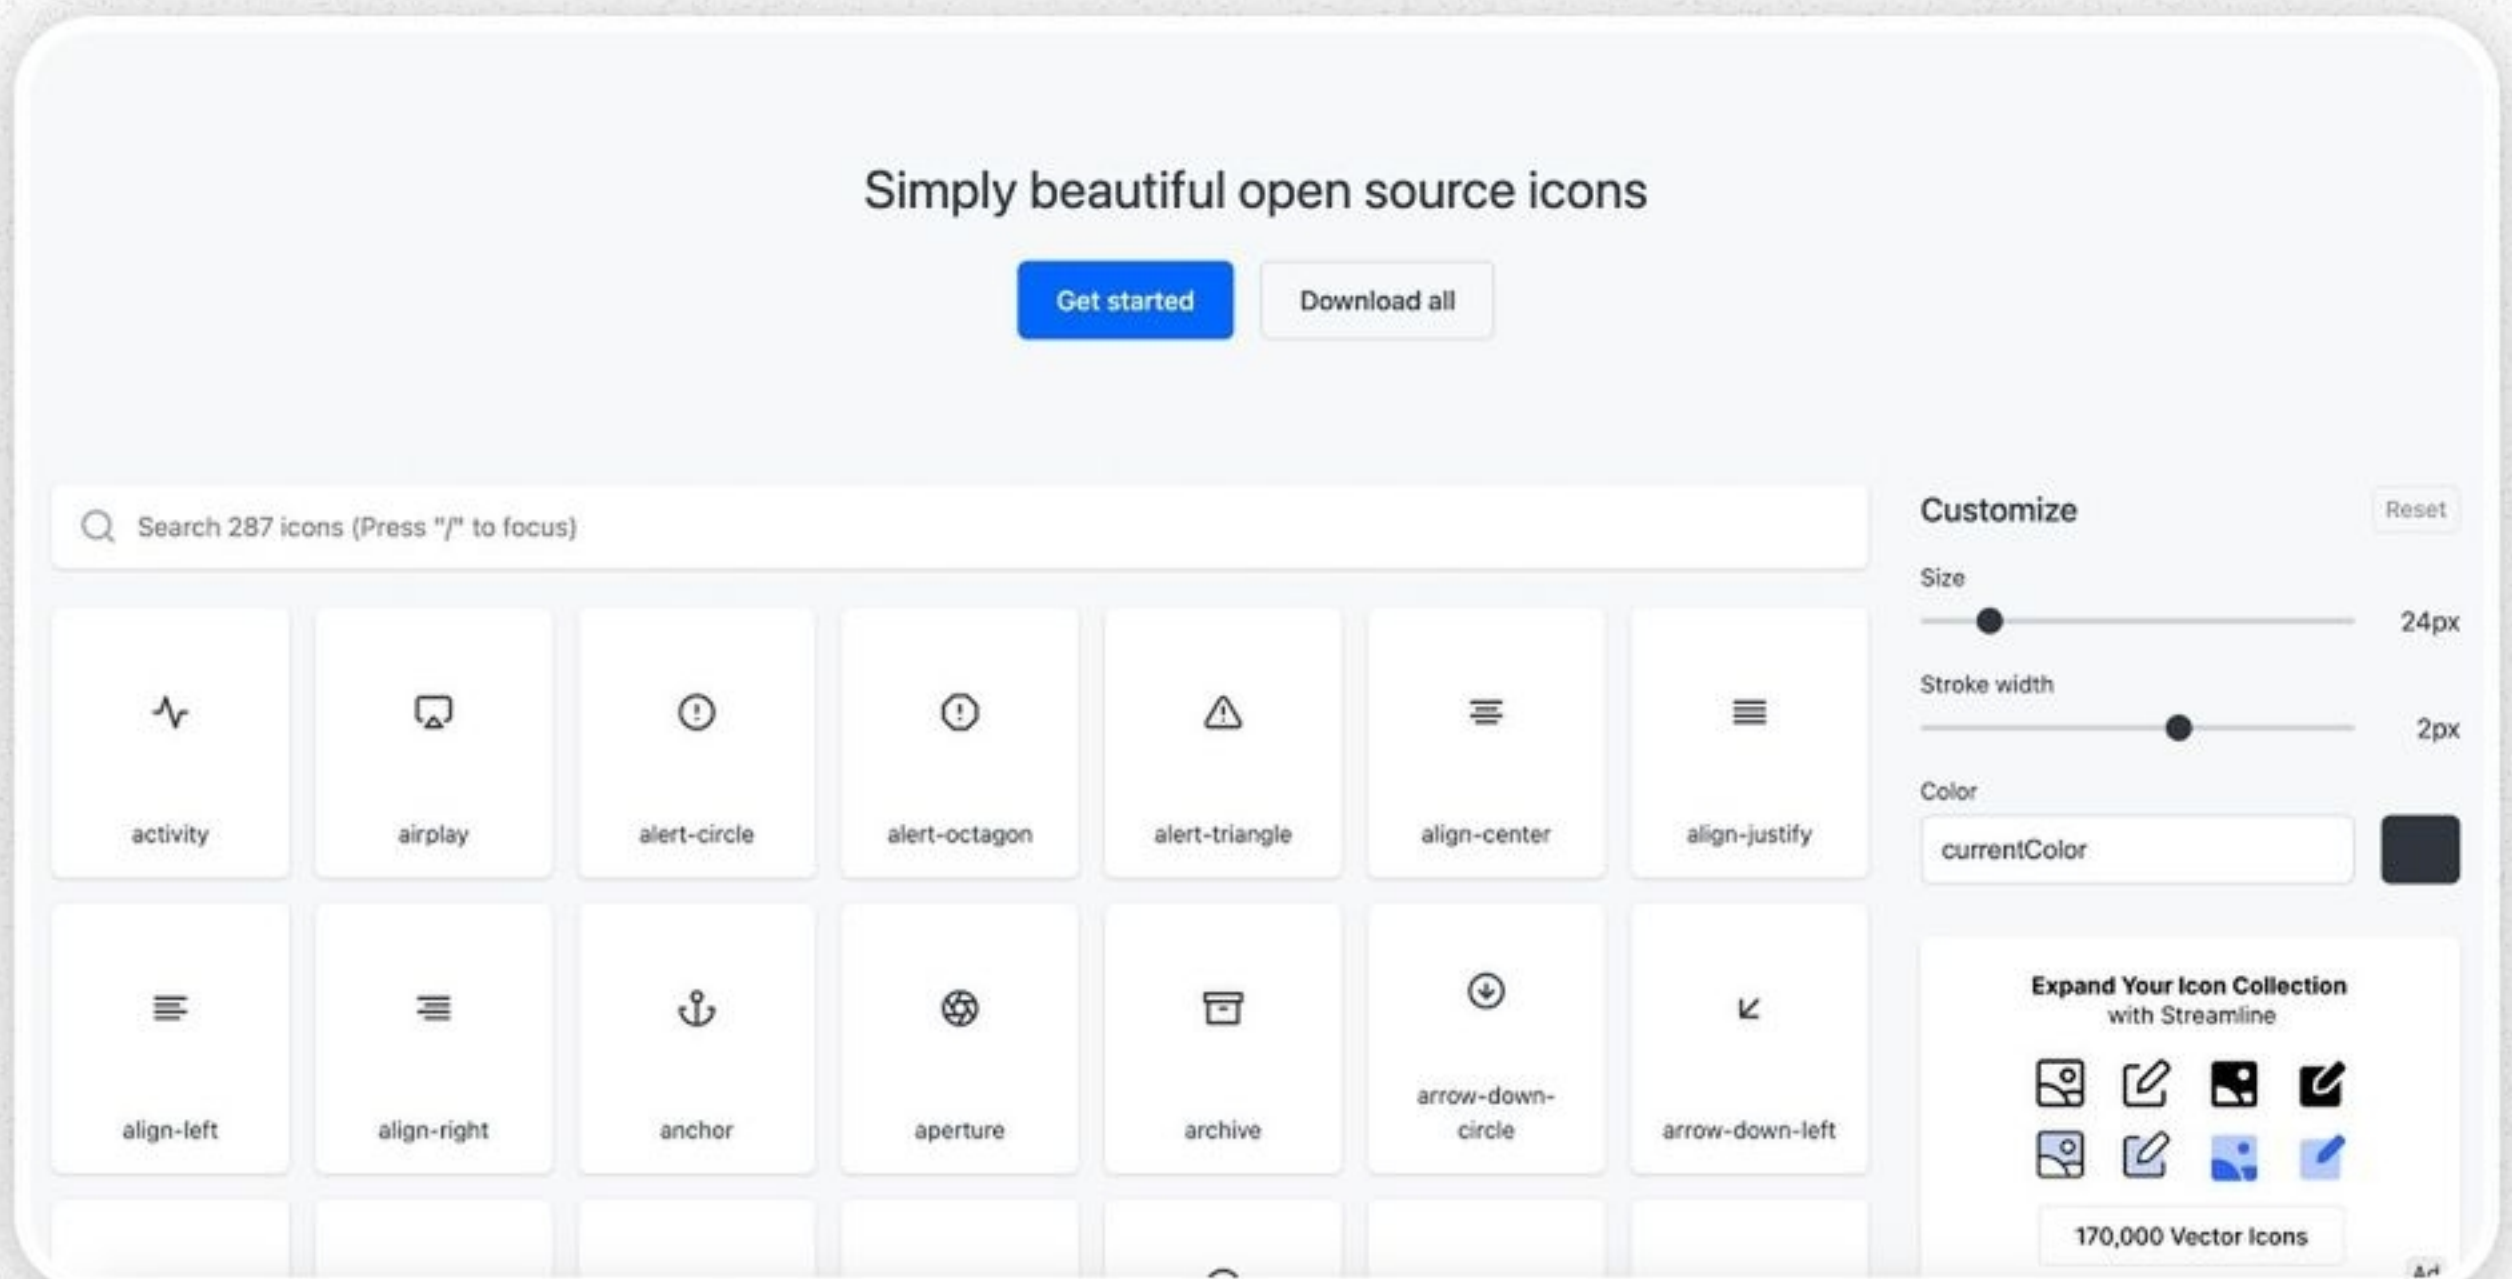 Simply beautiful open source icons
Get started
Download all
Search 287 icons (Press "/" to focus)
Customize
Reset
Size
24px
Stroke width
2px
Color
currentColor
activity
airplay
alert-circle
alert-octagon
alert-triangle
align-center
align-justify
align-left
align-right
anchor
aperture
archive
arrow-down-
circle
arrow-down-left
Expand Your Icon Collection
with Streamline
170,000 Vector Icons
Ad